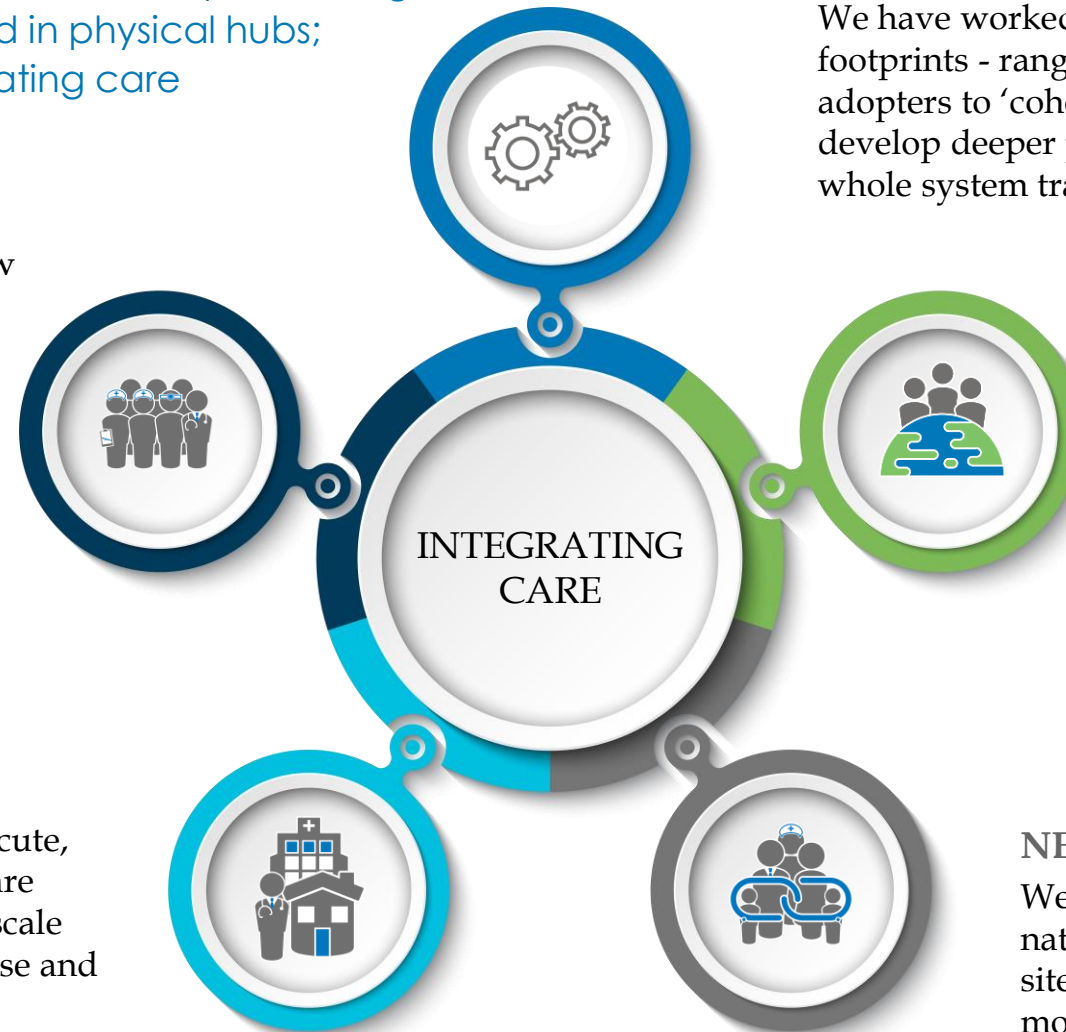 d in physical hubs;
ating care
We have worked
footprints - rang
adopters to ‘coh
develop deeper
whole system tra
INTEGRATING
CARE
cute,
are
scale
se and
NE
We
nat
site
mo